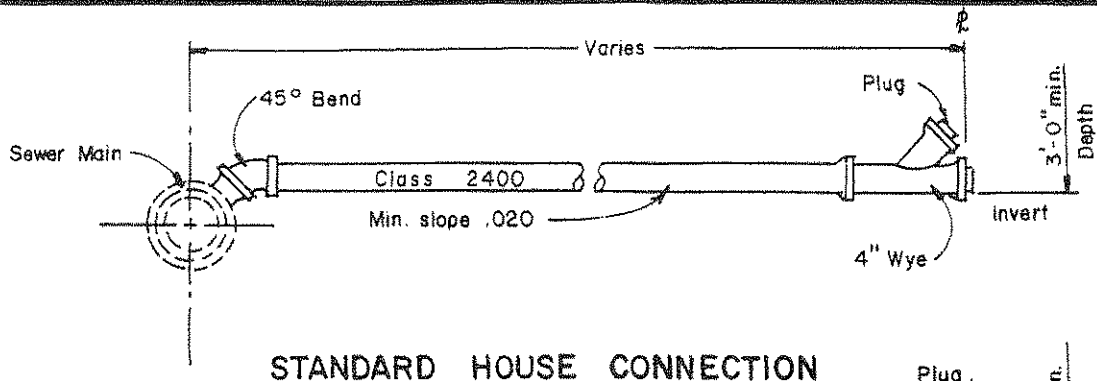 ℄
Varies
45° Bend
Plug
3'-0" min.
Depth
Sewer Main
Class 2400
Min. slope .020
Invert
4" Wye
STANDARD HOUSE CONNECTION
Plug